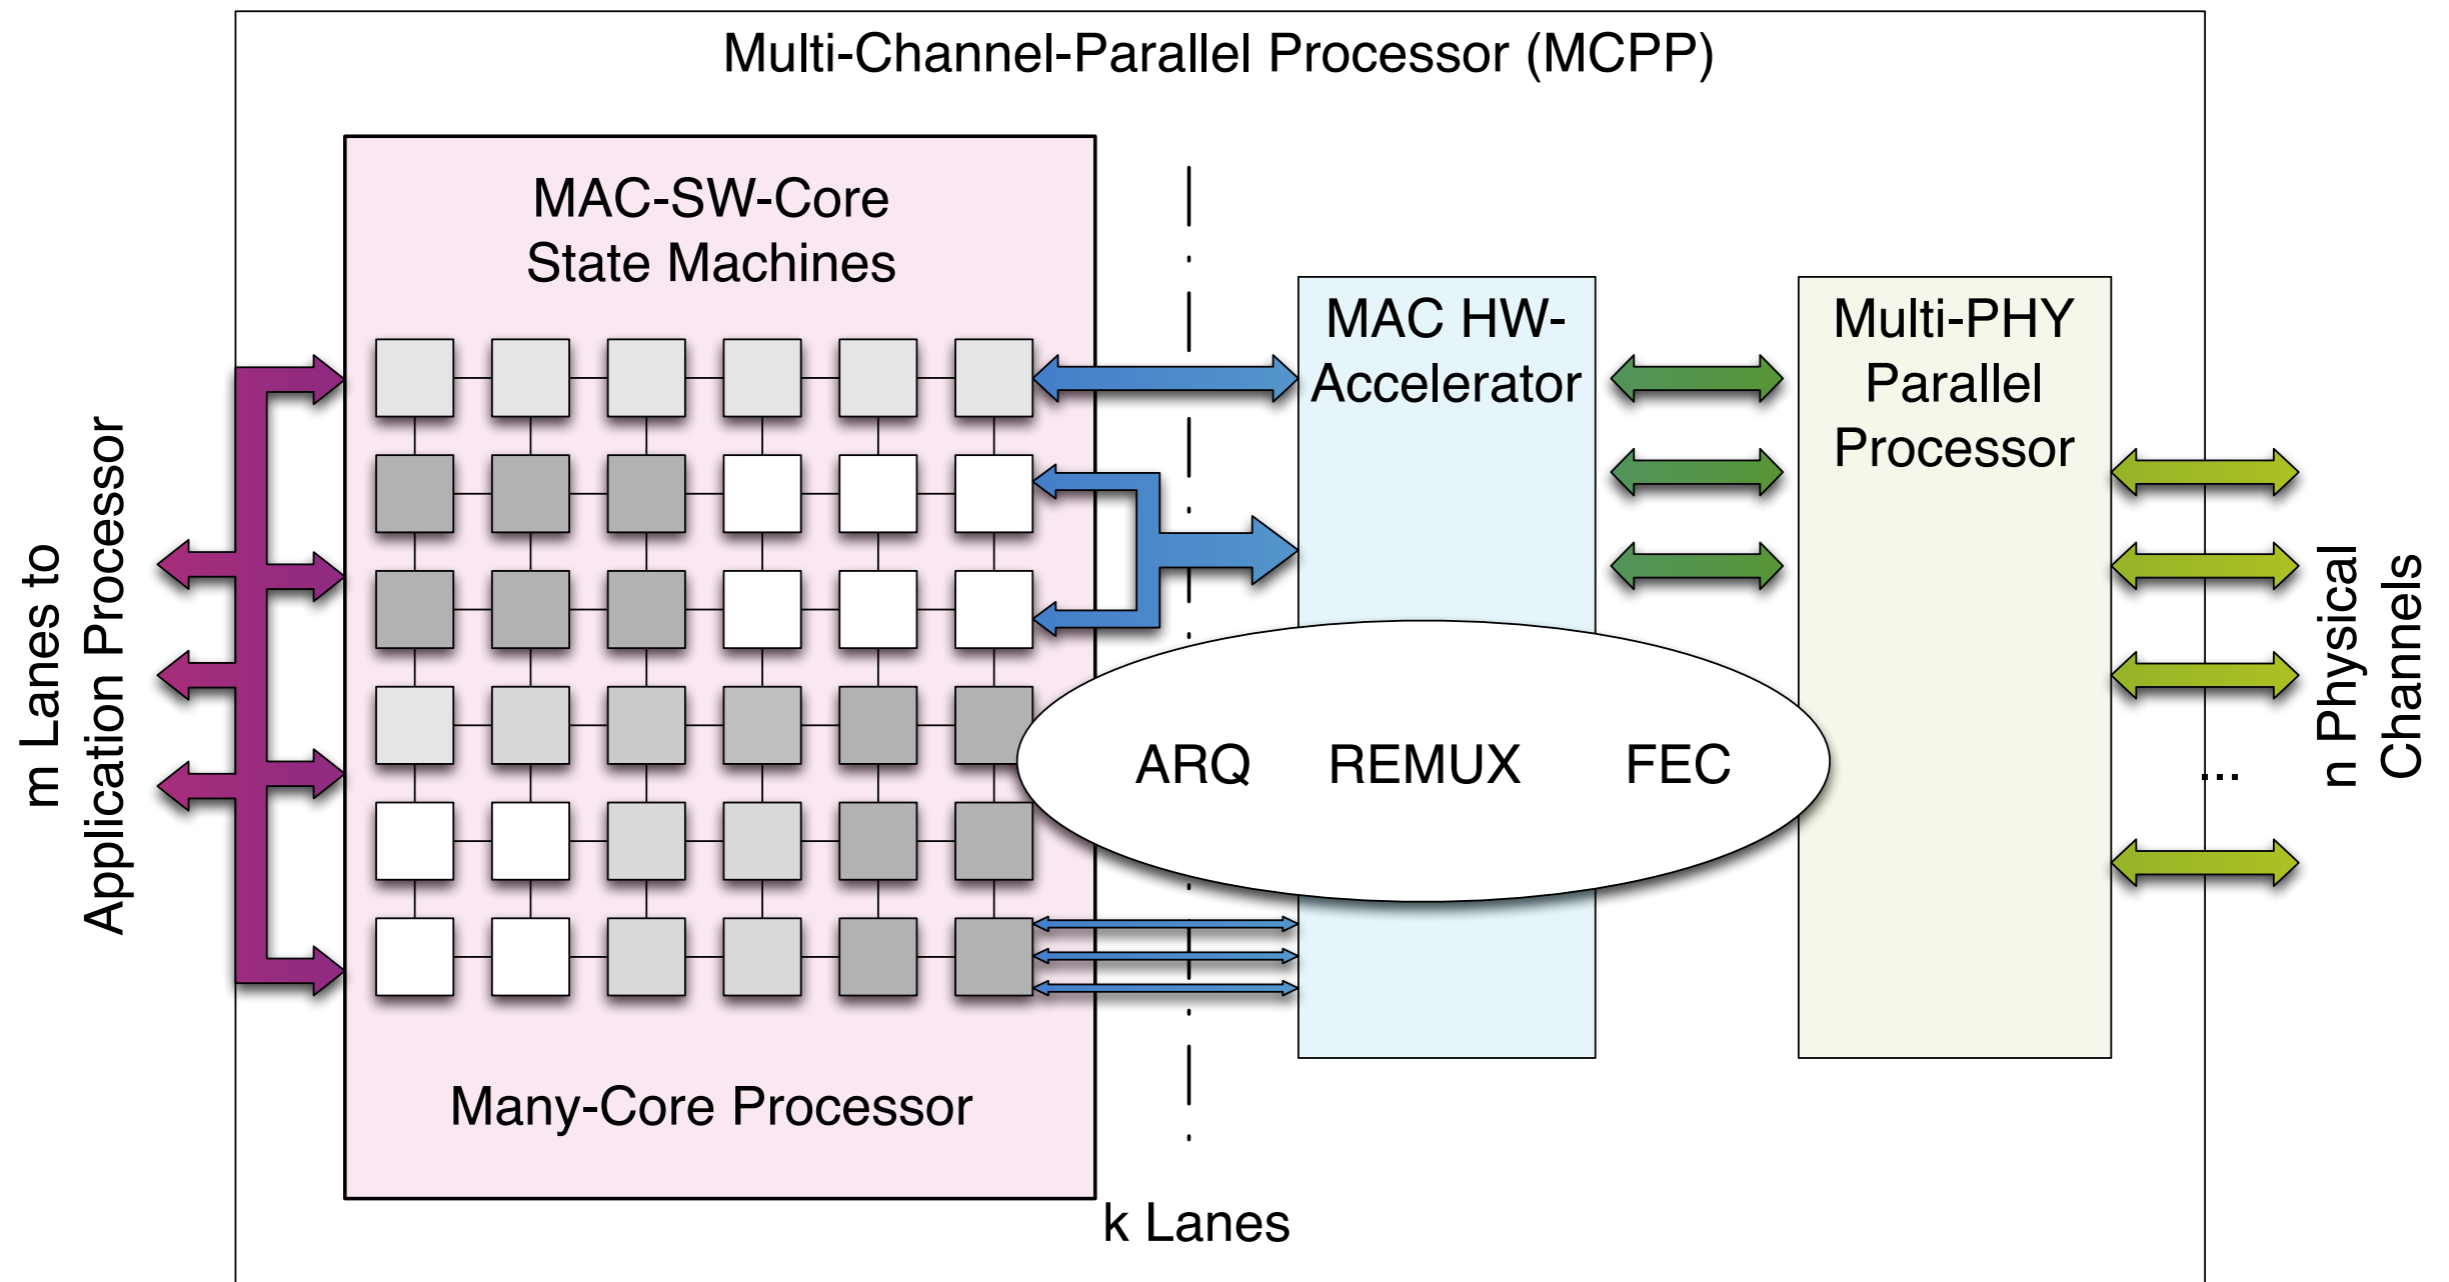 Multi-Channel-Parallel Processor (MCPP)
m Lanes to
Application Processor
MAC-SW-Core
State Machines
Many-Core Processor
k Lanes
MAC HW-
Accelerator
Multi-PHY
Parallel
Processor
ARQ REMUX FEC
...
n Physical
Channels